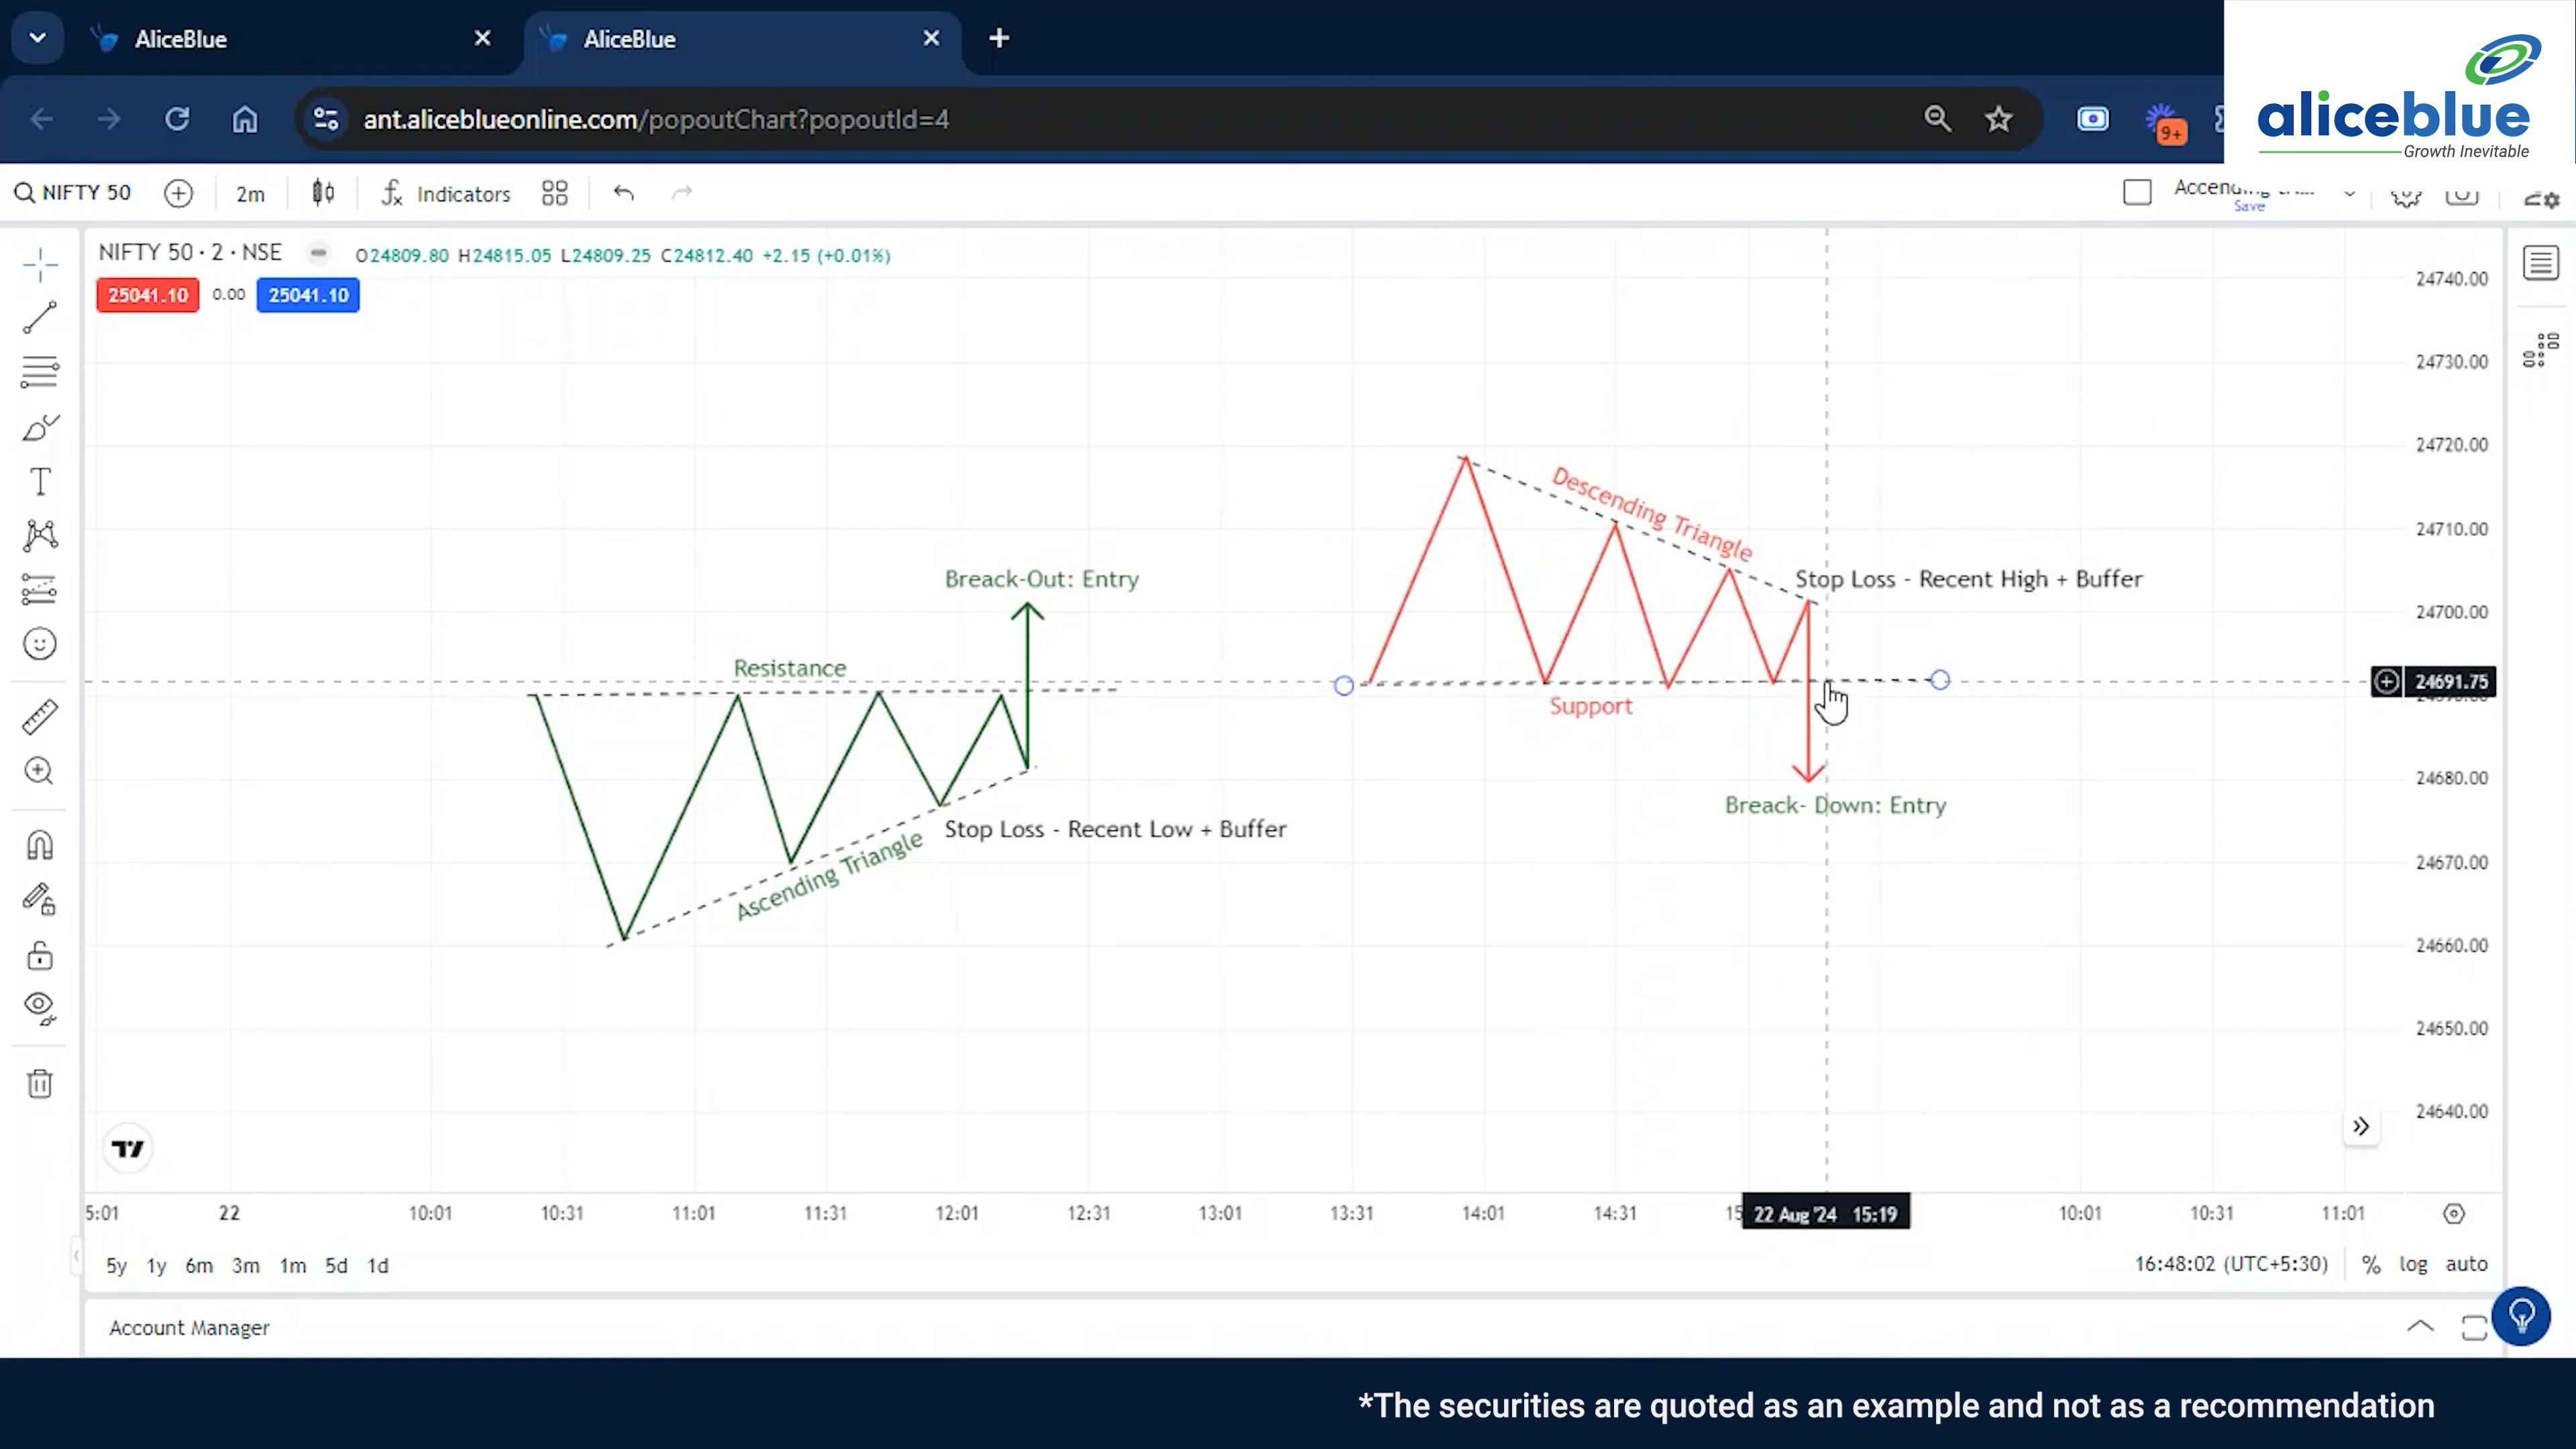 AliceBlue
AliceBlue
ant.aliceblueonline.com/popoutChart?popoutId=4
9+
aliceblue
Growth Inevitable
NIFTY 50
2m
Indicators
Save
NIFTY 50 · 2 · NSE
O24809.80 H24815.05 L24809.25 C24812.40 +2.15 (+0.01%)
25041.10
0.00
25041.10
24740.00
24730.00
24720.00
24710.00
24700.00
24691.75
24680.00
24670.00
24660.00
24650.00
24640.00
Breack-Out: Entry
Resistance
Stop Loss - Recent Low + Buffer
Ascending Triangle
Descending Triangle
Stop Loss - Recent High + Buffer
Support
Breack- Down: Entry
5:01 22 10:01 10:31 11:01 11:31 12:01 12:31 13:01 13:31 14:01 14:31 15 22 Aug '24 15:19 10:01 10:31 11:01
5y 1y 6m 3m 1m 5d 1d
16:48:02 (UTC+5:30) % log auto
Account Manager
*The securities are quoted as an example and not as a recommendation